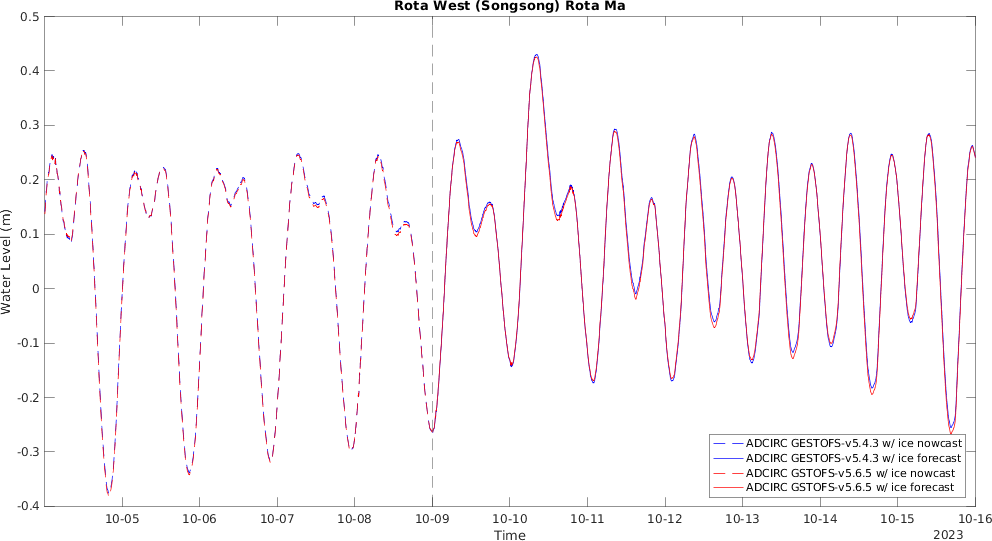 Rota West (Songsong) Rota Ma
Water Level (m)
0.5
0.4
0.3
0.2
0.1
0
-0.1
-0.2
-0.3
-0.4
ADCIRC GESTOFS-v5.4.3 w/ ice nowcast
ADCIRC GESTOFS-v5.4.3 w/ ice forecast
ADCIRC GSTOFS-v5.6.5 w/ ice nowcast
ADCIRC GSTOFS-v5.6.5 w/ ice forecast
10-05 10-06 10-07 10-08 10-09 10-10 10-11 10-12 10-13 10-14 10-15 10-16
Time
2023